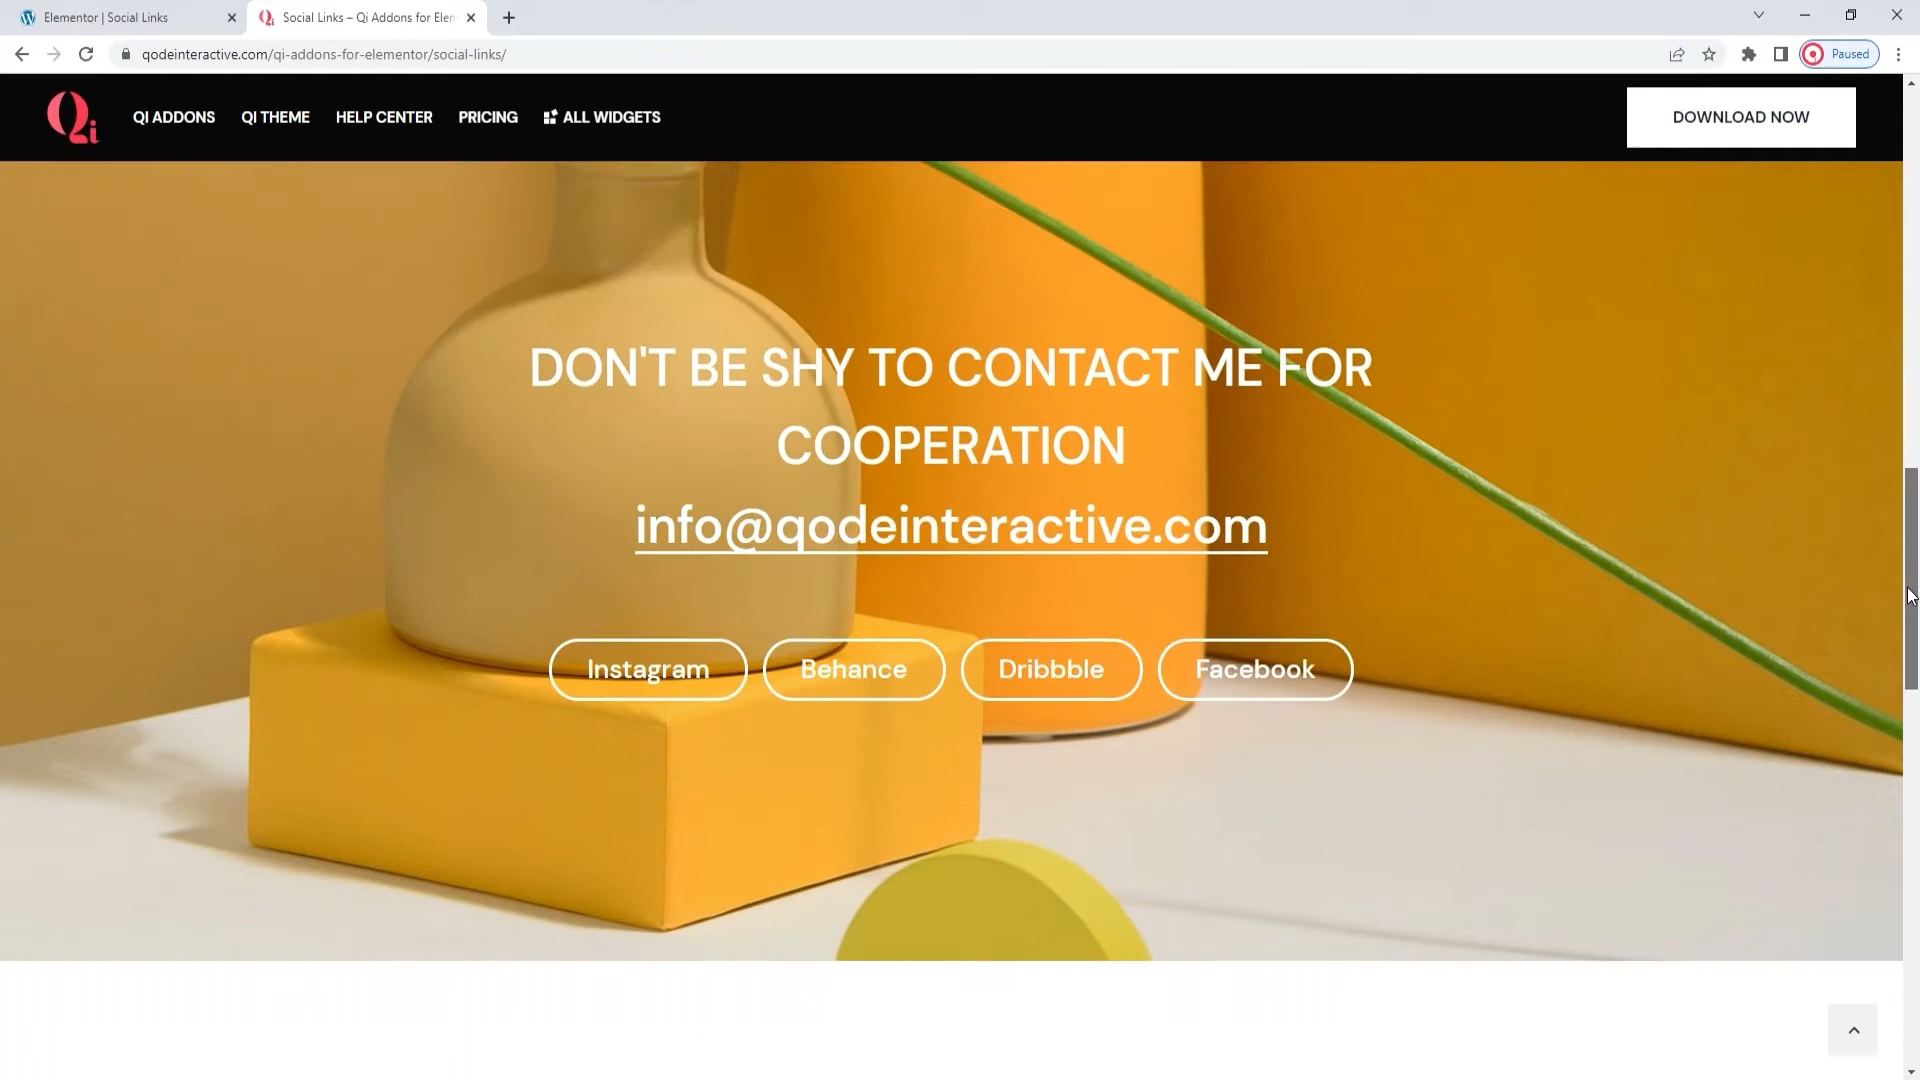 Elementor | Social Links
Social Links – Qi Addons for Elem
qodeinteractive.com/qi-addons-for-elementor/social-links/
Paused
Qi
QI ADDONS
QI THEME
HELP CENTER
PRICING
ALL WIDGETS
DOWNLOAD NOW
DON'T BE SHY TO CONTACT ME FOR
COOPERATION
info@qodeinteractive.com
Instagram
Behance
Dribbble
Facebook